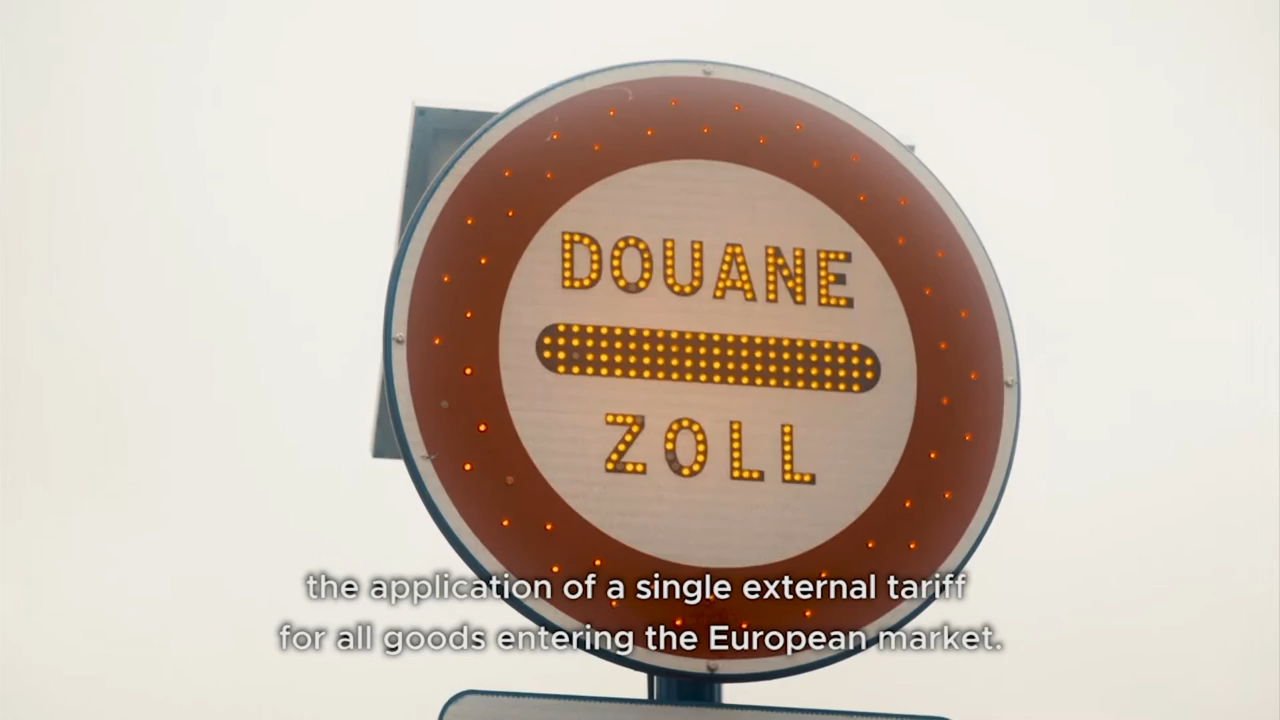 DOUANE
ZOLL
the application of a single external tariff
for all goods entering the European market.